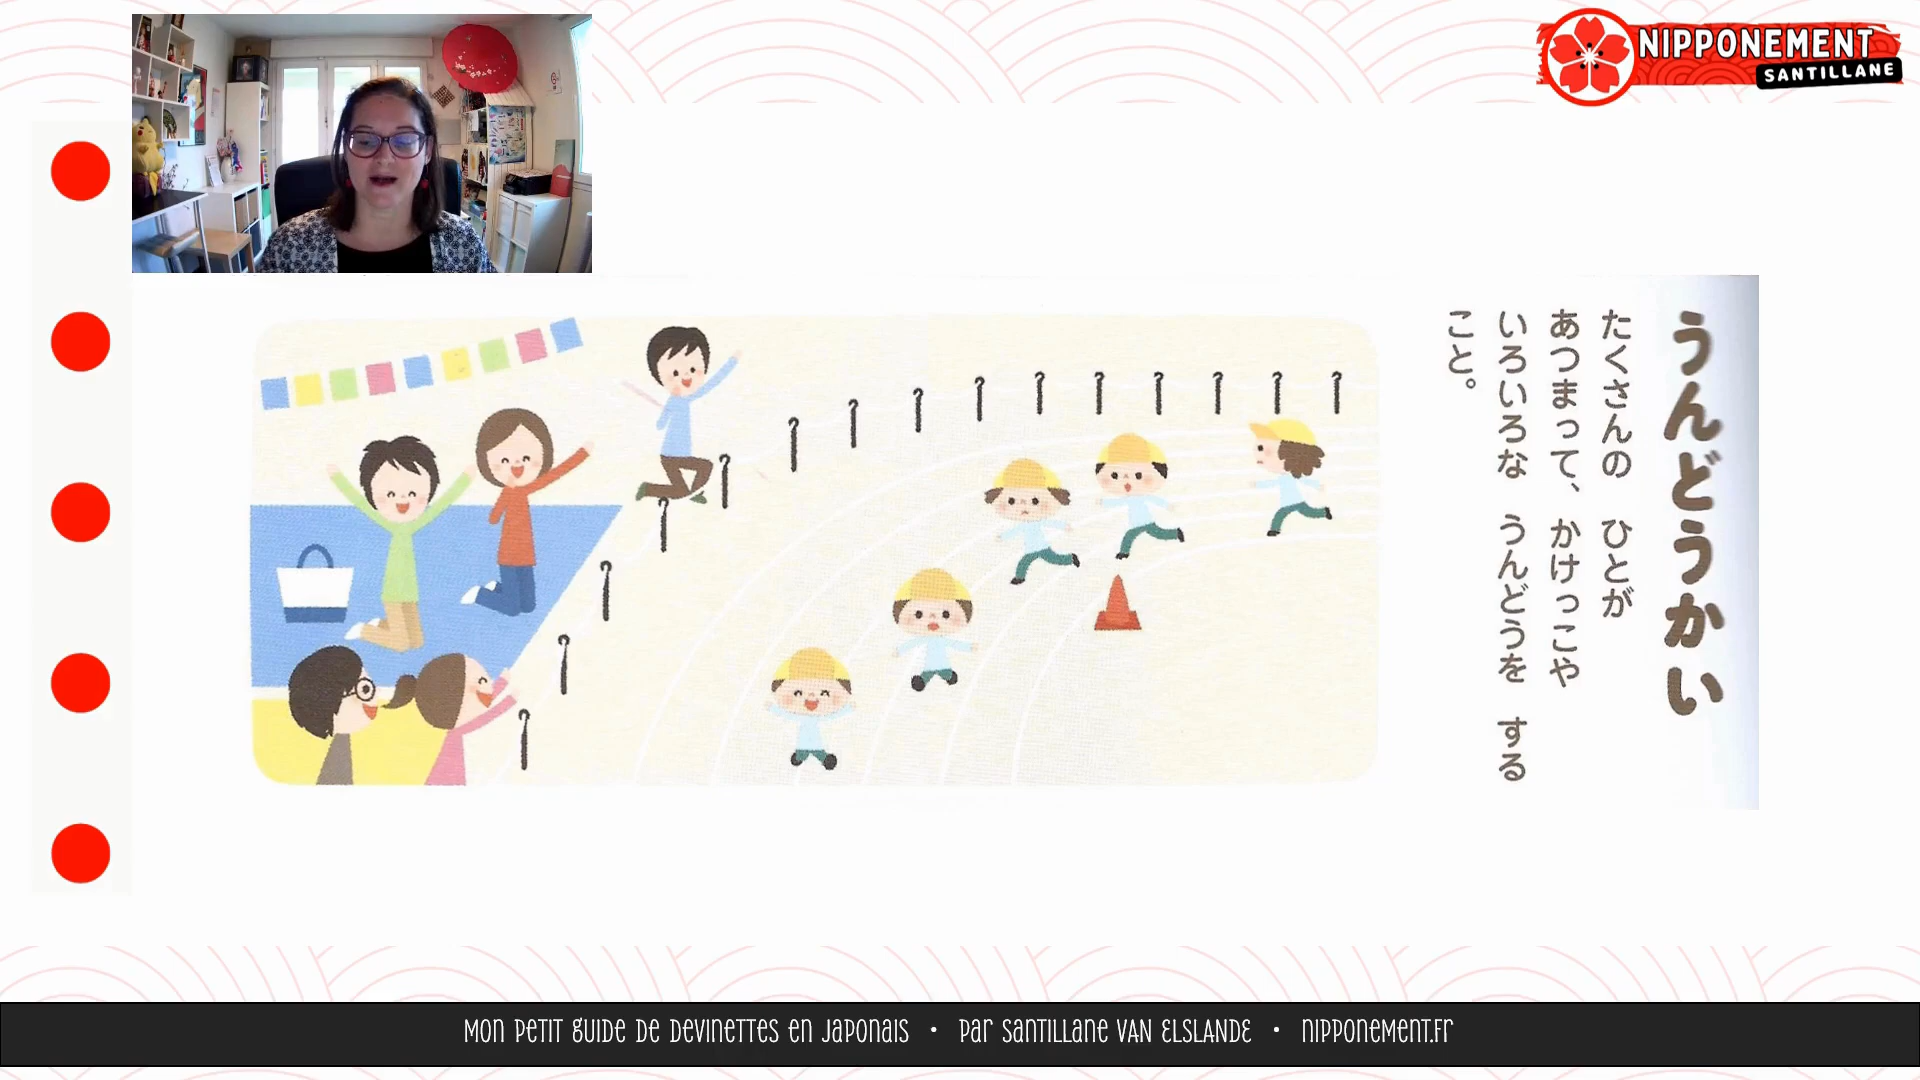 NIPPONEMENT
SANTILLANE
うんどうかい
たくさんの　ひとが
あつまって、かけっこや
いろいろな　うんどうを　する
こと。
Mon petit guide de devinettes en japonais • Par Santillane VAN ELSLANDE • nipponement.fr